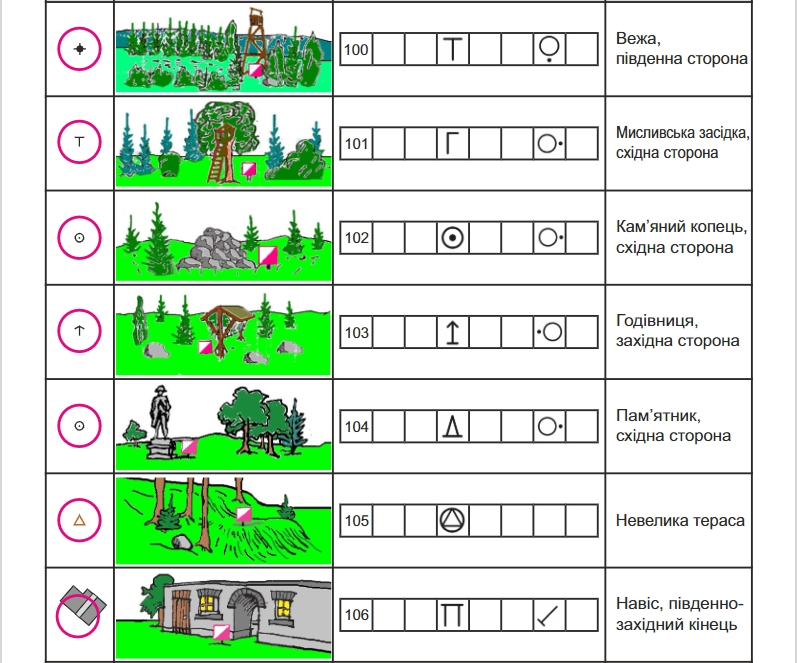 100
Вежа,
південна сторона
101
Мисливська засідка,
східна сторона
102
Кам’яний копець,
східна сторона
103
Годівниця,
західна сторона
104
Пам’ятник,
східна сторона
105
Невелика тераса
106
Навіс, південно-
західний кінець